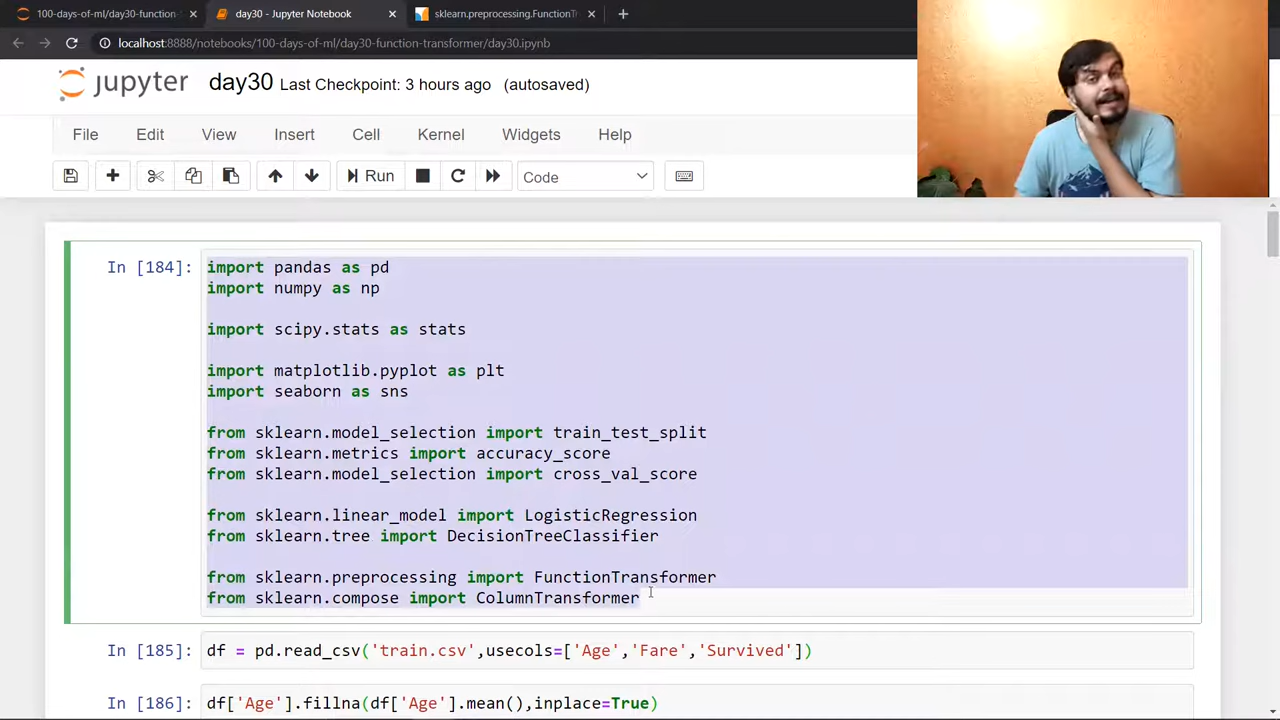 100-days-of-ml/day30-function-
day30 - Jupyter Notebook
sklearn.preprocessing.FunctionTr
localhost:8888/notebooks/100-days-of-ml/day30-function-transformer/day30.ipynb
jupyter day30 Last Checkpoint: 3 hours ago (autosaved)
File Edit View Insert Cell Kernel Widgets Help
Run Code
In [184]: import pandas as pd
import numpy as np
import scipy.stats as stats
import matplotlib.pyplot as plt
import seaborn as sns
from sklearn.model_selection import train_test_split
from sklearn.metrics import accuracy_score
from sklearn.model_selection import cross_val_score
from sklearn.linear_model import LogisticRegression
from sklearn.tree import DecisionTreeClassifier
from sklearn.preprocessing import FunctionTransformer
from sklearn.compose import ColumnTransformer
In [185]: df = pd.read_csv('train.csv',usecols=['Age','Fare','Survived'])
In [186]: df['Age'].fillna(df['Age'].mean(),inplace=True)